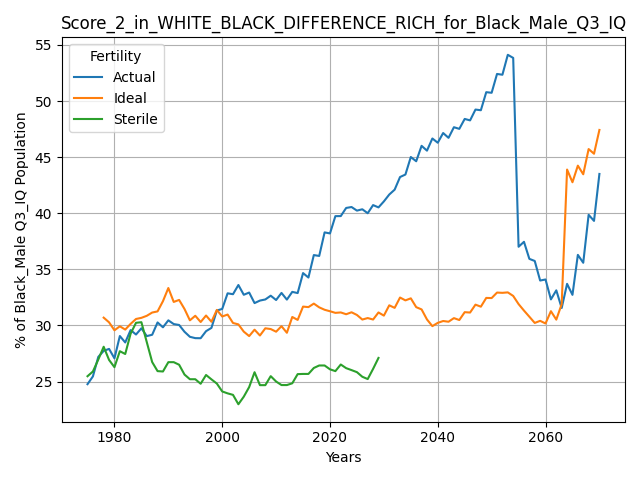 Score_2_in_WHITE_BLACK_DIFFERENCE_RICH_for_Black_Male_Q3_IQ
Fertility
Actual
Ideal
Sterile
% of Black_Male Q3_IQ Population
55
50
45
40
35
30
25
1980 2000 2020 2040 2060
Years